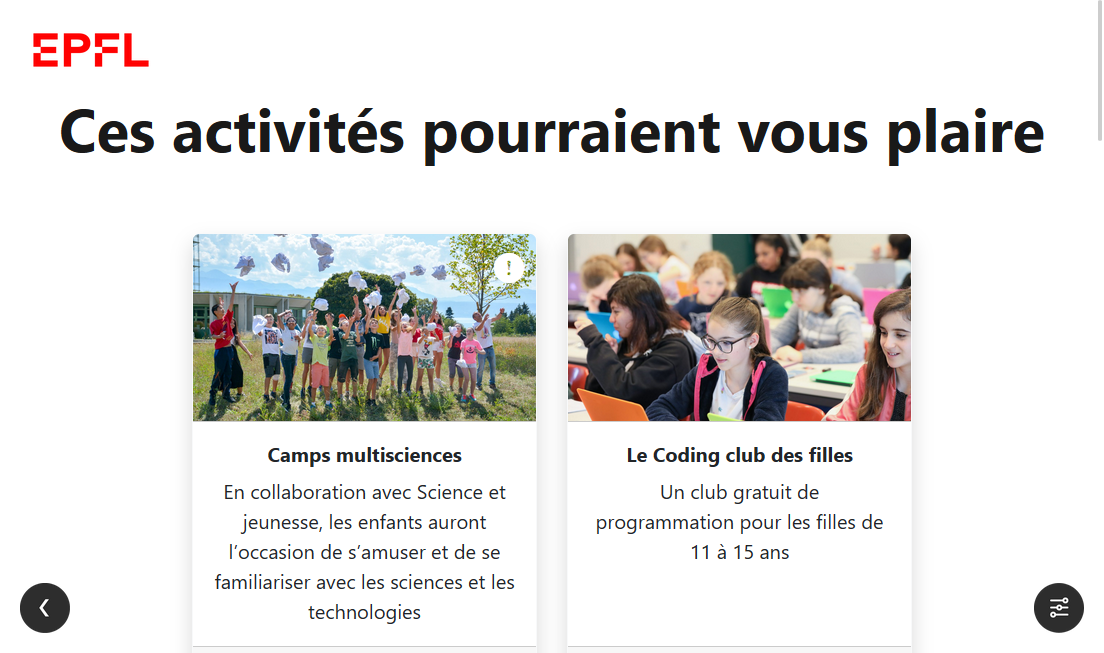 EPFL
Ces activités pourraient vous plaire
Camps multisciences
En collaboration avec Science et
jeunesse, les enfants auront
l’occasion de s’amuser et de se
familiariser avec les sciences et les
technologies
Le Coding club des filles
Un club gratuit de
programmation pour les filles de
11 à 15 ans